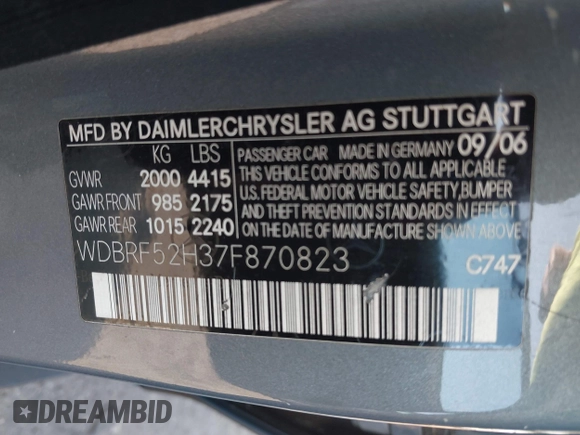 MFD BY DAIMLERCHRYSLER AG STUTTGART
KG LBS
GVWR 2000 4415
GAWR FRONT 985 2175
GAWR REAR 1015 2240
PASSENGER CAR MADE IN GERMANY 09/06
THIS VEHICLE CONFORMS TO ALL APPLICABLE
U.S. FEDERAL MOTOR VEHICLE SAFETY, BUMPER
AND THEFT PREVENTION STANDARDS IN EFFECT
ON THE DATE OF MANUFACTURE SHOWN ABOVE.
WDBRF52H37F870823
C747
DREAMBID